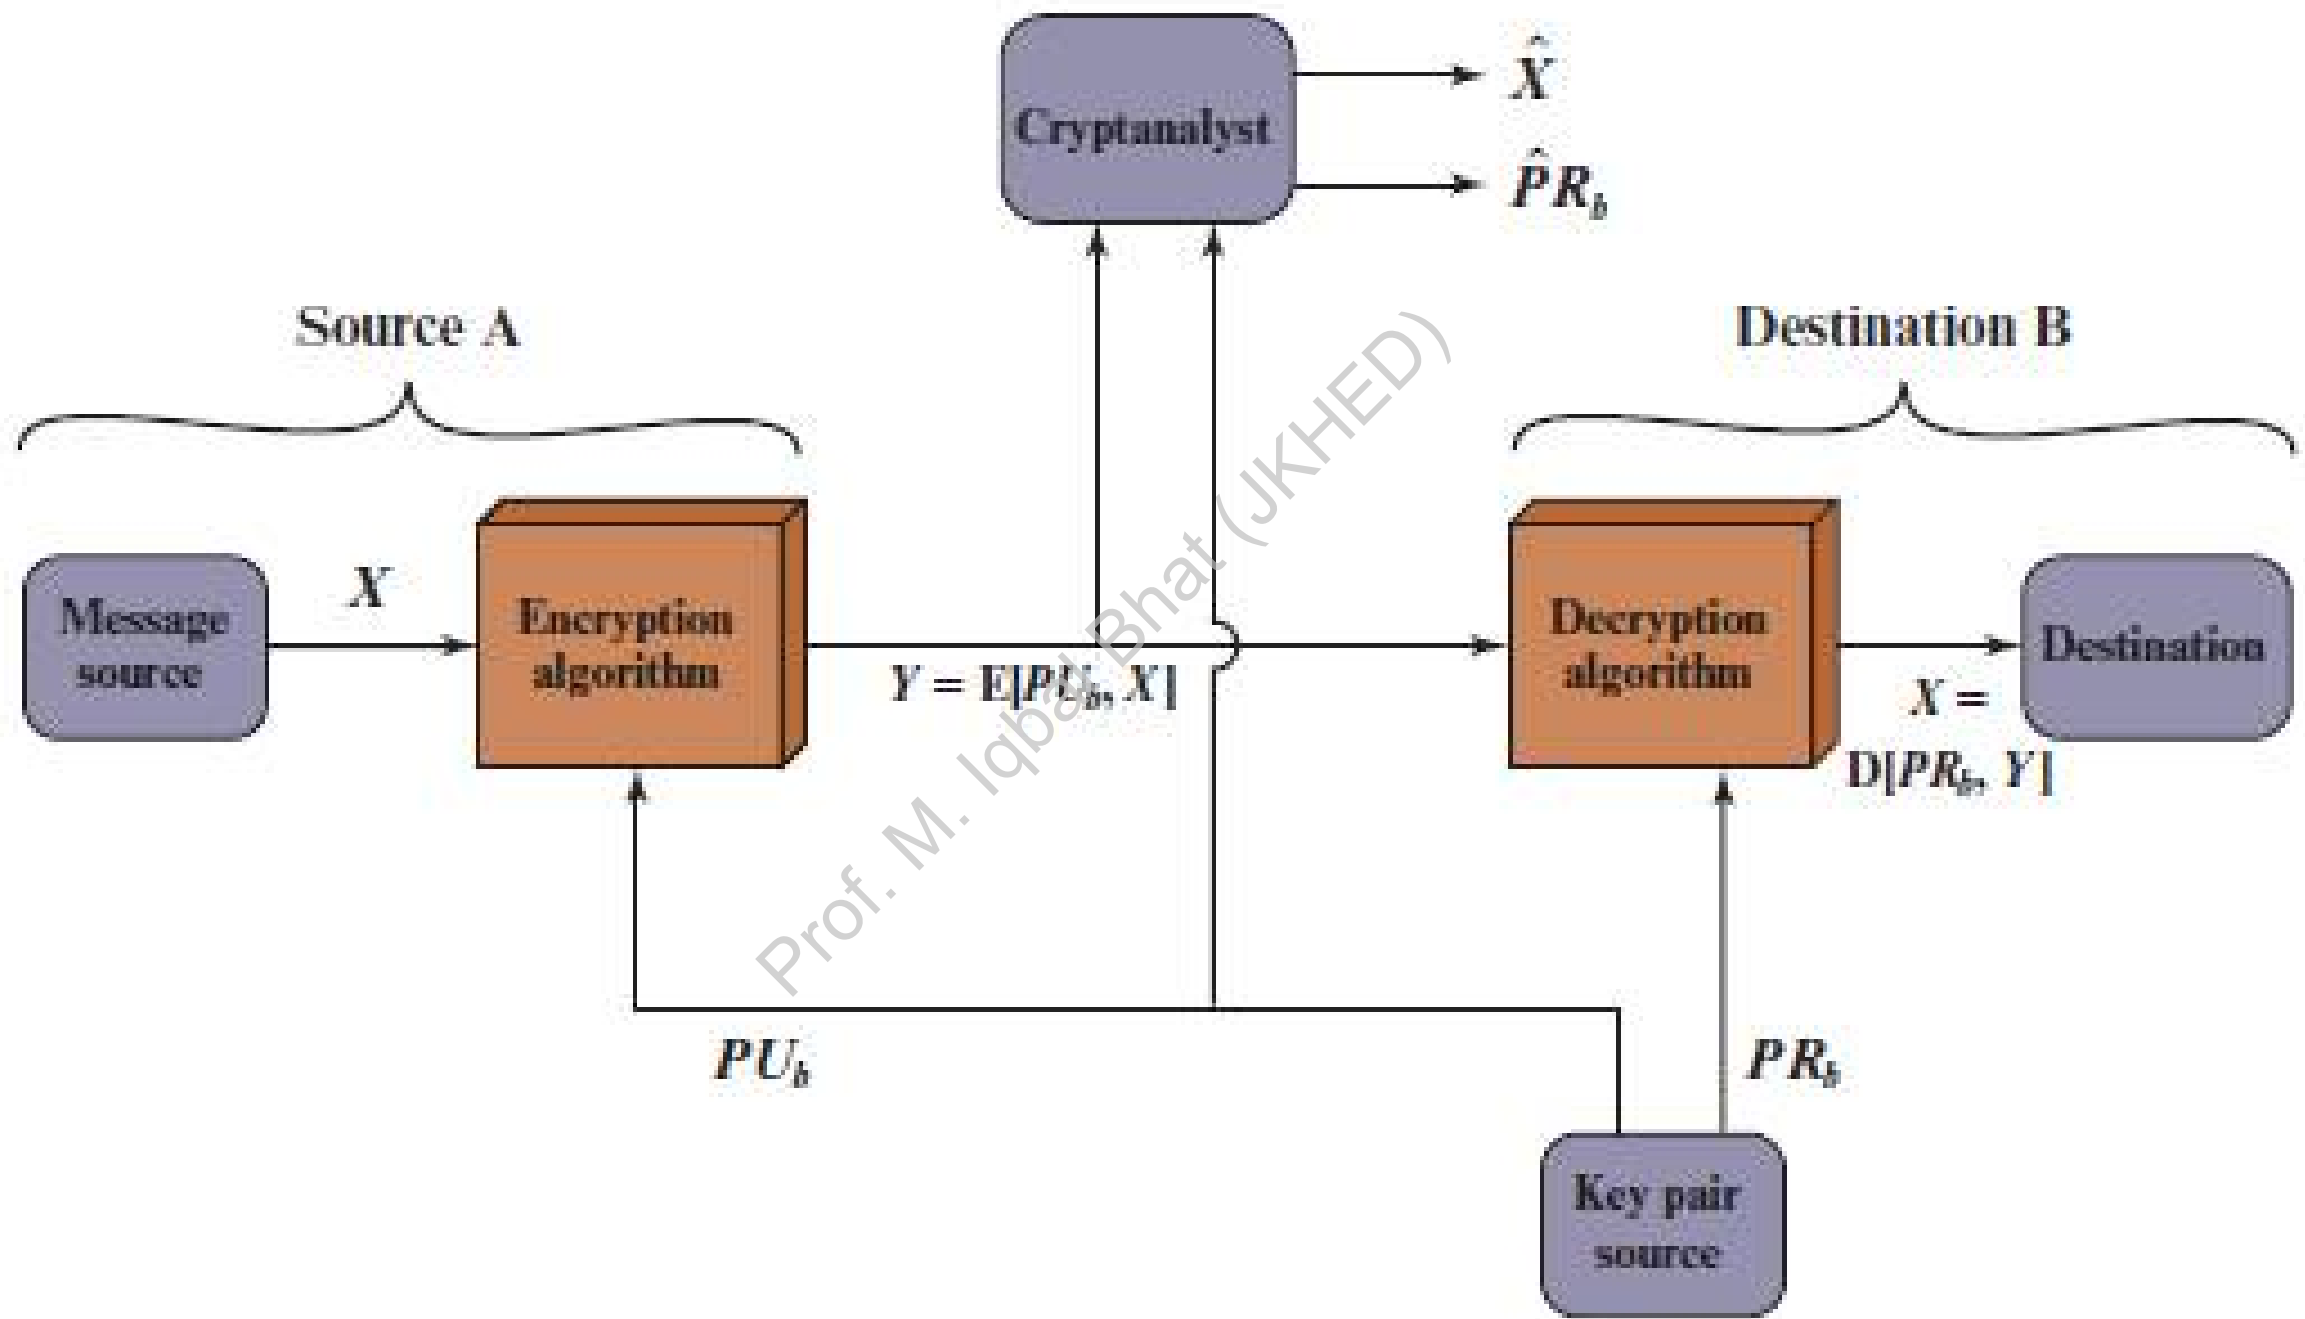 X̂
Cryptanalyst
P̂R_b
Source A
Destination B
X
Message
source
Encryption
algorithm
Y = E[PU_b, X]
Decryption
algorithm
X =
D[PR_b, Y]
Destination
PU_b
PR_b
Key pair
source
Prof. M. Iqbal Bhat (JKHED)